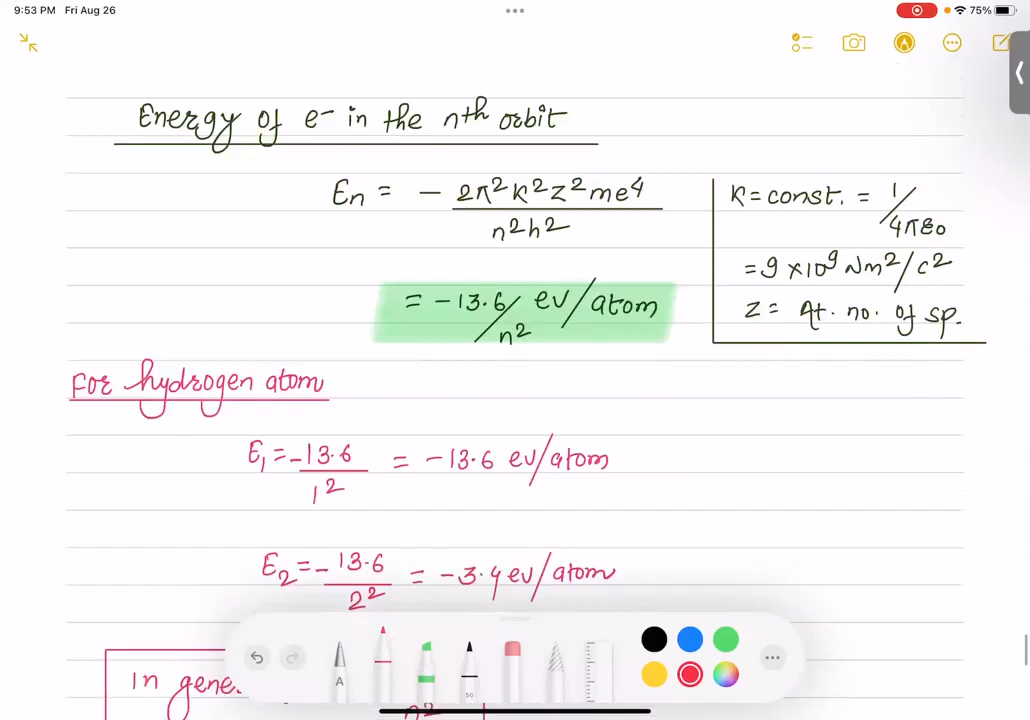 9:53 PM Fri Aug 26
75%
Energy of e- in the nth orbit
En = - 2π²K²Z²me⁴ / n²h²
= -13.6/n² ev/atom
K = const. = 1/4πε0
= 9 × 10⁹ Nm²/c²
Z = At. no. of sp.
For hydrogen atom
E₁ = -13.6 / 1² = -13.6 ev/atom
E₂ = -13.6 / 2² = -3.4 ev/atom
In gene
n²
A
50